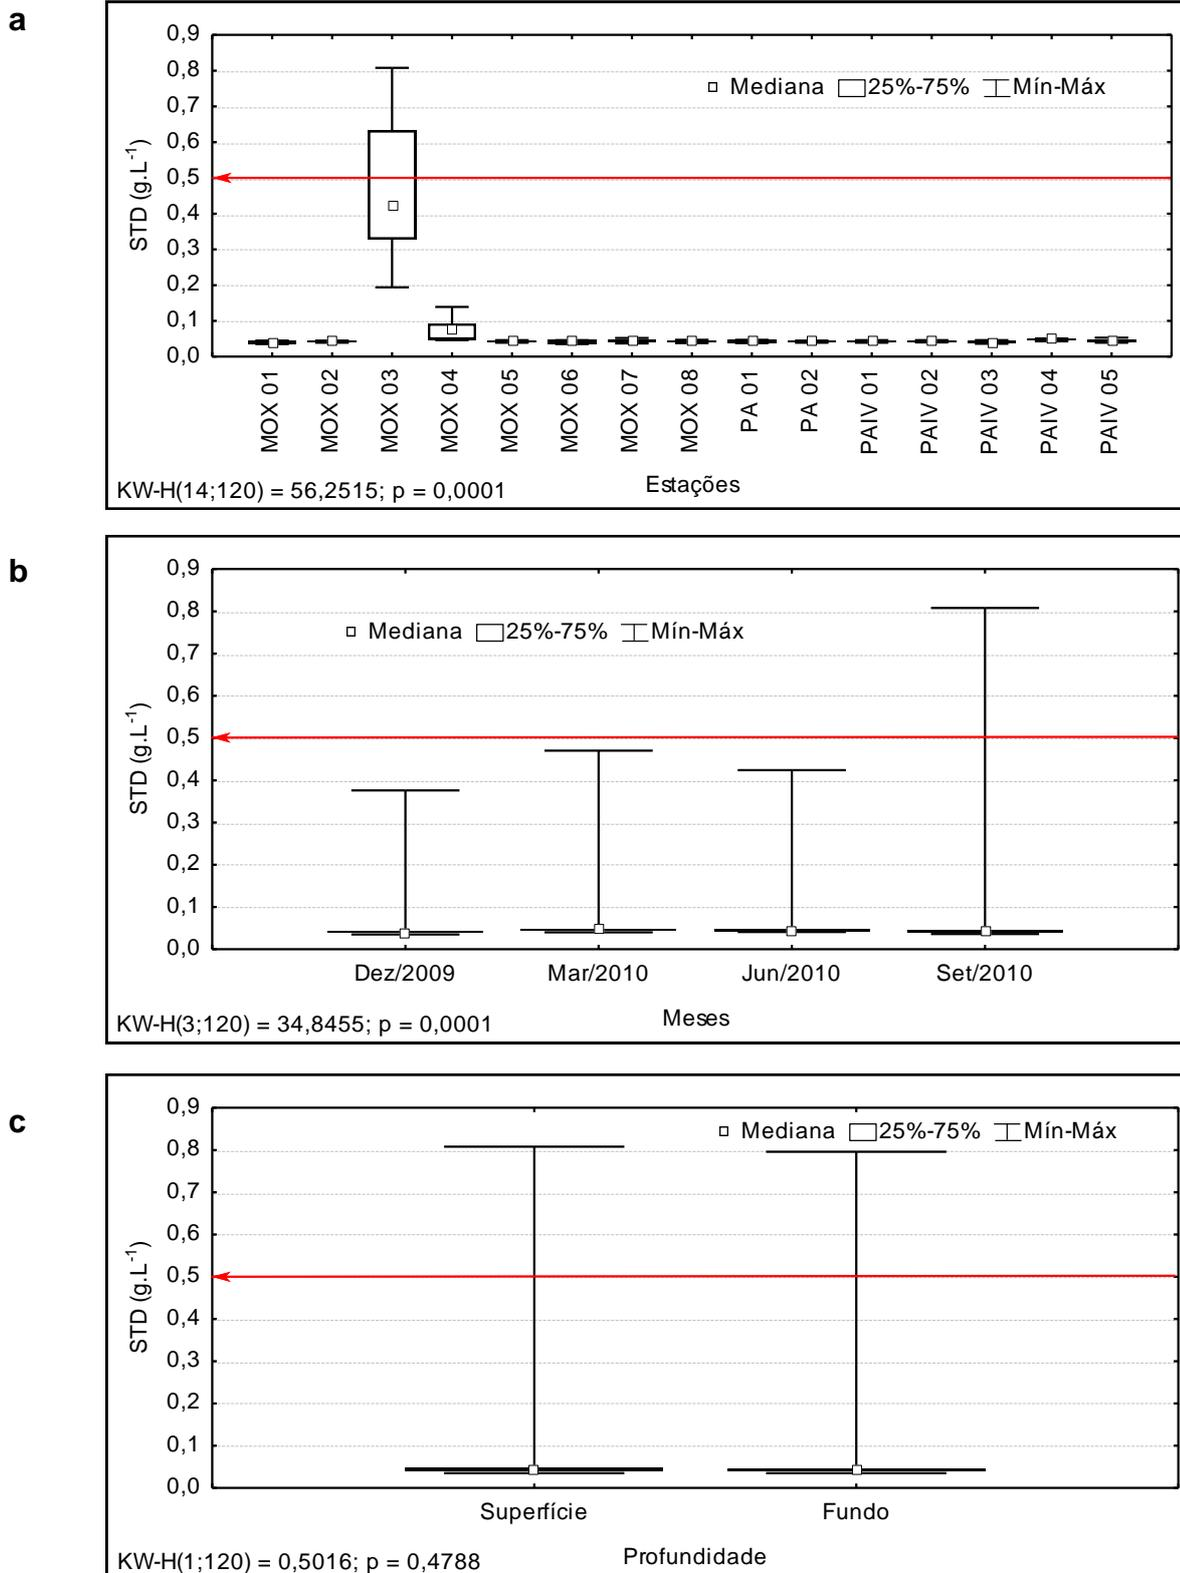 a
0,9
0,8
0,7
0,6
0,5
0,4
0,3
0,2
0,1
0,0
STD (g.L-1)
Mediana 25%-75% Mín-Máx
MOX 01 MOX 02 MOX 03 MOX 04 MOX 05 MOX 06 MOX 07 MOX 08 PA 01 PA 02 PAIV 01 PAIV 02 PAIV 03 PAIV 04 PAIV 05
Estações
KW-H(14;120) = 56,2515; p = 0,0001
b
0,9
0,8
0,7
0,6
0,5
0,4
0,3
0,2
0,1
0,0
STD (g.L-1)
Mediana 25%-75% Mín-Máx
Dez/2009 Mar/2010 Jun/2010 Set/2010
Meses
KW-H(3;120) = 34,8455; p = 0,0001
c
0,9
0,8
0,7
0,6
0,5
0,4
0,3
0,2
0,1
0,0
STD (g.L-1)
Mediana 25%-75% Mín-Máx
Superfície Fundo
Profundidade
KW-H(1;120) = 0,5016; p = 0,4788